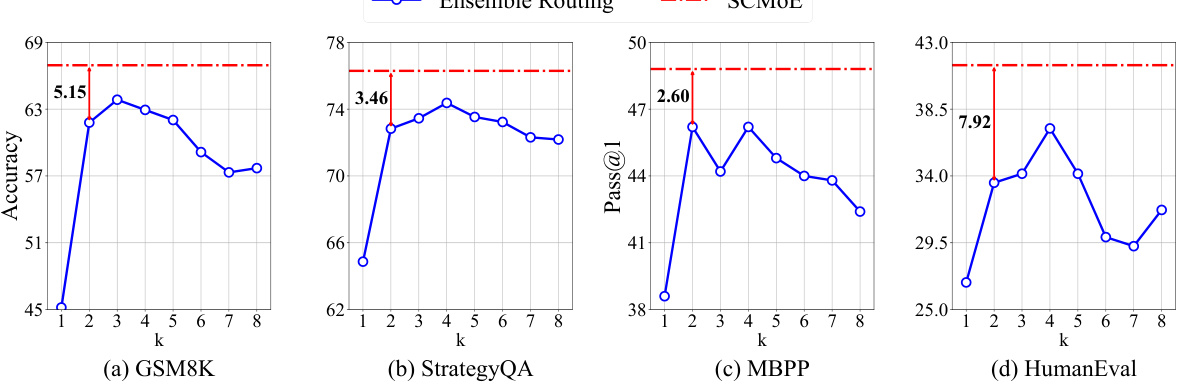 Ensemble Routing SCMoE
Accuracy
69
63
57
51
45
5.15
1 2 3 4 5 6 7 8
k
(a) GSM8K
78
74
70
66
62
3.46
1 2 3 4 5 6 7 8
k
(b) StrategyQA
Pass@1
50
47
44
41
38
2.60
1 2 3 4 5 6 7 8
k
(c) MBPP
43.0
38.5
34.0
29.5
25.0
7.92
1 2 3 4 5 6 7 8
k
(d) HumanEval